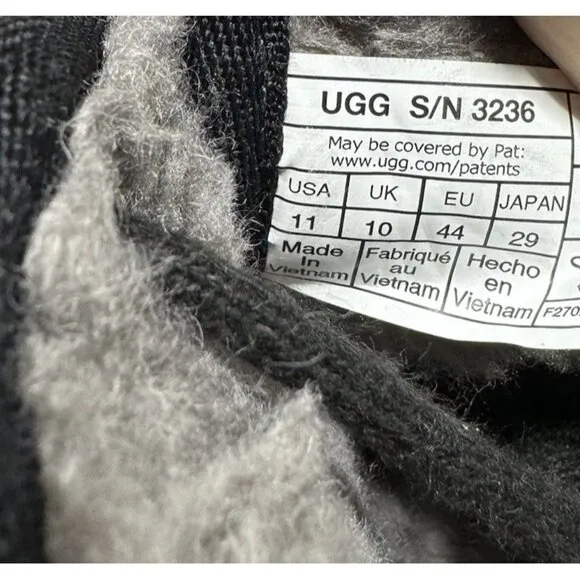 UGG S/N 3236
May be covered by Pat:
www.ugg.com/patents
USA UK EU JAPAN
11 10 44 29
Made in Vietnam
Fabriqué au Vietnam
Hecho en Vietnam